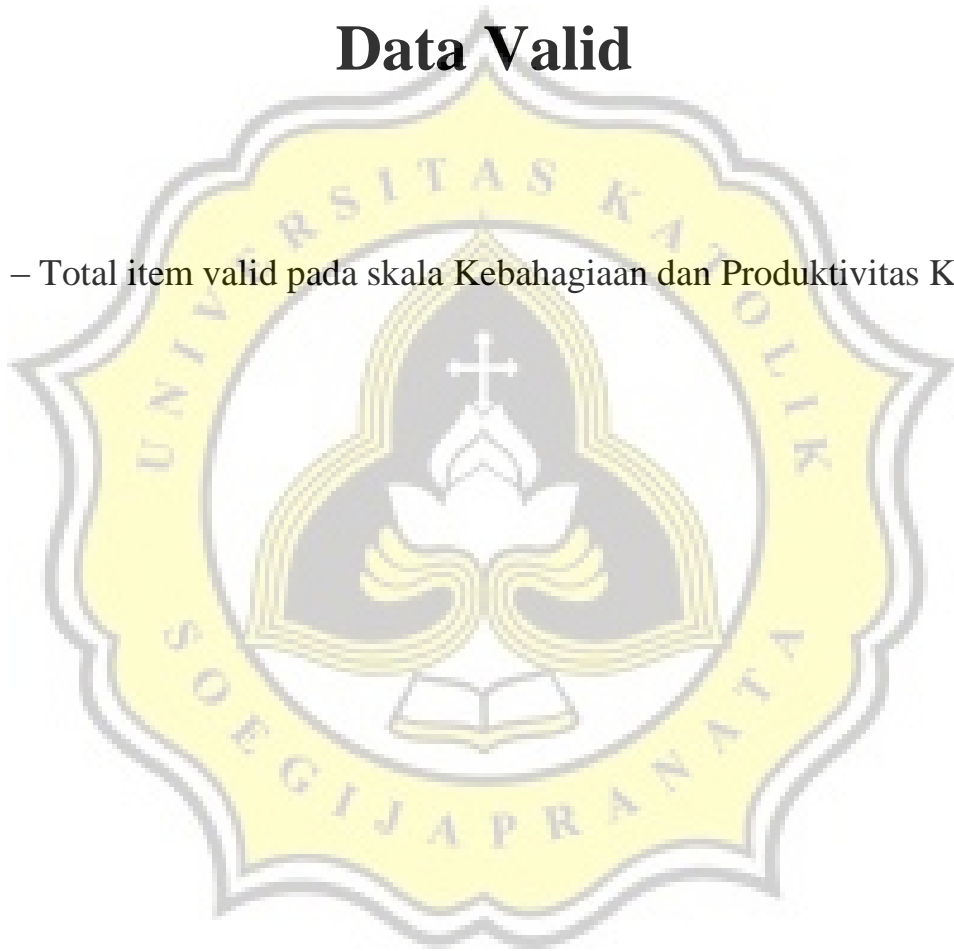 Data Valid
– Total item valid pada skala Kebahagiaan dan Produktivitas K
UNIVERSITAS KATOLIK
SOEGIJAPRANATA